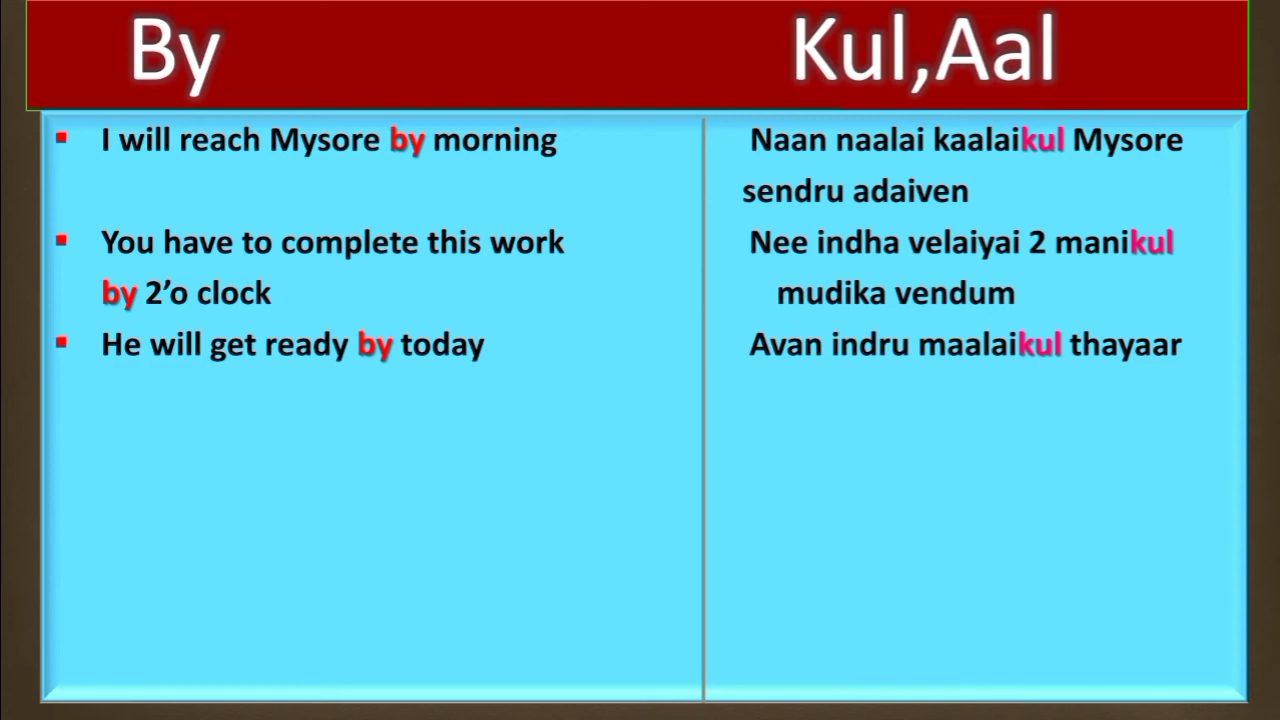 By Kul,Aal
▪ I will reach Mysore by morning
Naan naalai kaalaikul Mysore
sendru adaiven
▪ You have to complete this work
by 2’o clock
Nee indha velaiyai 2 manikul
mudika vendum
▪ He will get ready by today
Avan indru maalaikul thayaar